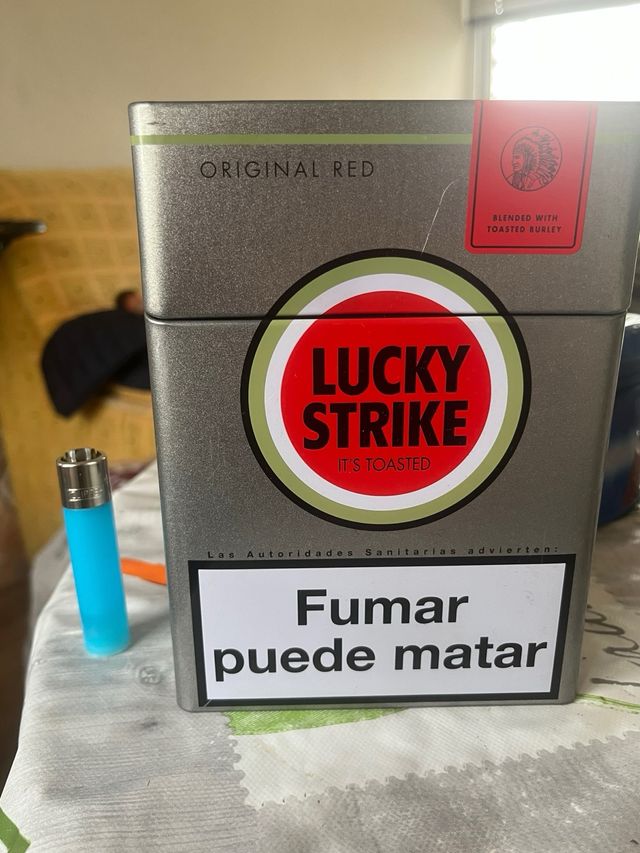 ORIGINAL RED
BLENDED WITH
TOASTED BURLEY
LUCKY
STRIKE
IT'S TOASTED
Las Autoridades Sanitarias advierten:
Fumar
puede matar